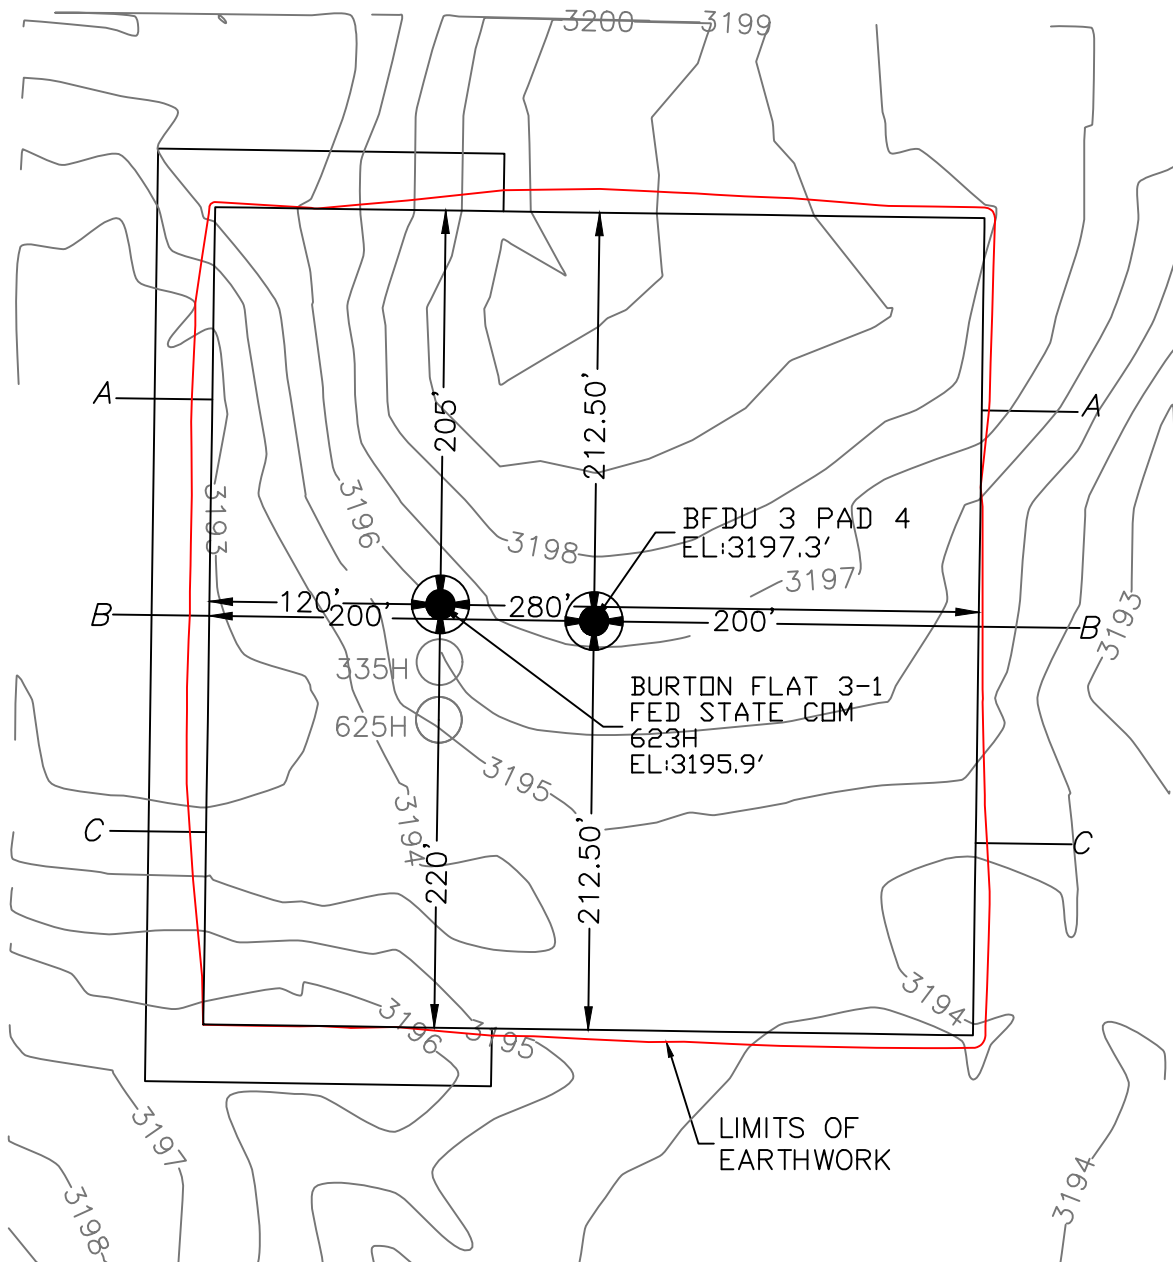 3200
3199
A
205'
212.50'
A
3193
3196
3198
BFDU 3 PAD 4
EL:3197.3'
3197
120'
200'
280'
200'
B
B
3193
335H
625H
BURTON FLAT 3-1
FED STATE COM
623H
EL:3195.9'
3195
3194
C
220'
212.50'
C
3194
3196
3195
3197
LIMITS OF
EARTHWORK
3194
3198